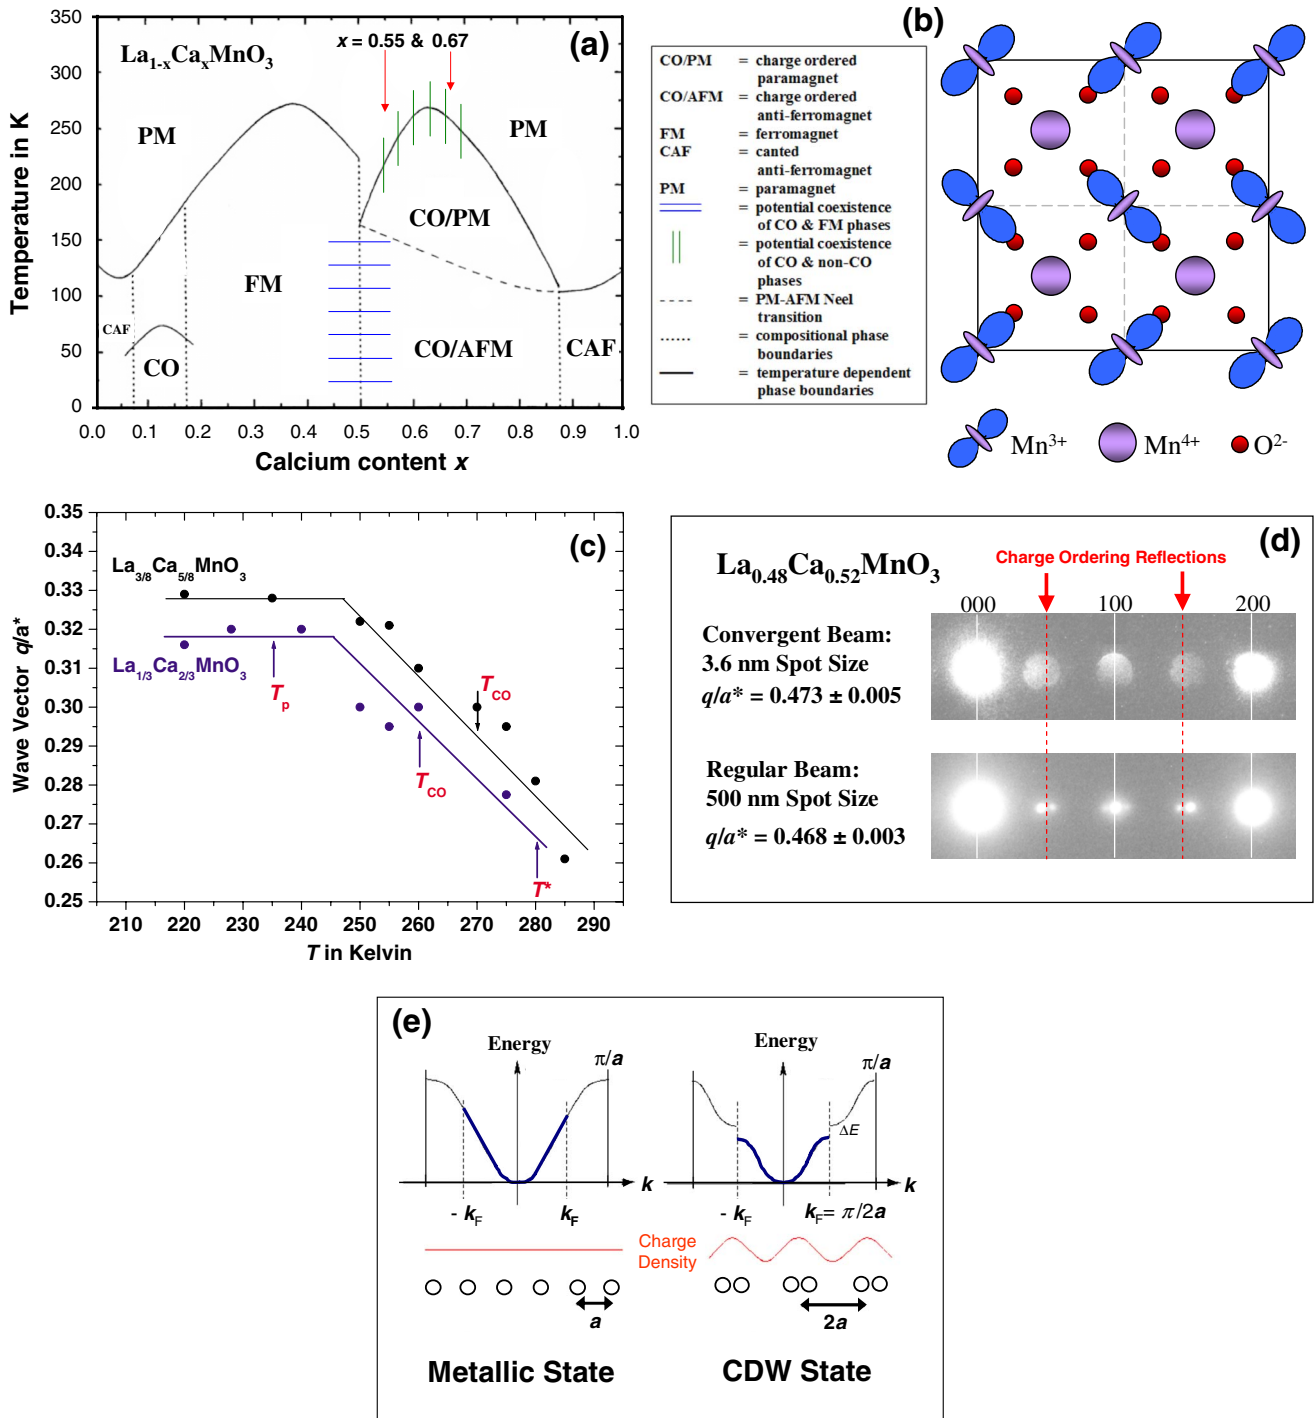 (a)
La1-xCaxMnO3
x = 0.55 & 0.67
Temperature in K
350
300
250
200
150
100
50
0
PM
PM
CO/PM
FM
CAF
CO
CO/AFM
CAF
0.0 0.1 0.2 0.3 0.4 0.5 0.6 0.7 0.8 0.9 1.0
Calcium content x
CO/PM = charge ordered
paramagnet
CO/AFM = charge ordered
anti-ferromagnet
FM = ferromagnet
CAF = canted
anti-ferromagnet
PM = paramagnet
= potential coexistence
of CO & FM phases
= potential coexistence
of CO & non-CO
phases
= PM-AFM Neel
transition
= compositional phase
boundaries
= temperature dependent
phase boundaries
(b)
Mn3+ Mn4+ O2-
(c)
Wave Vector q/a*
0.35
0.34
0.33
0.32
0.31
0.30
0.29
0.28
0.27
0.26
0.25
La3/8Ca5/8MnO3
La1/3Ca2/3MnO3
Tp
TCO
TCO
T*
210 220 230 240 250 260 270 280 290
T in Kelvin
(d)
La0.48Ca0.52MnO3
Charge Ordering Reflections
000 100 200
Convergent Beam:
3.6 nm Spot Size
q/a* = 0.473 ± 0.005
Regular Beam:
500 nm Spot Size
q/a* = 0.468 ± 0.003
(e)
Energy π/a
k
- kF kF
Energy π/a
ΔE
k
- kF kF= π/2a
Charge
Density
a
2a
Metallic State
CDW State